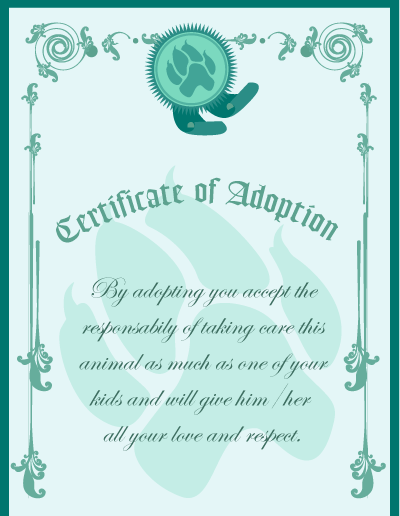 Certificate of Adoption
By adopting you accept the
responsabily of taking care this
animal as much as one of your
kids and will give him / her
all your love and respect.